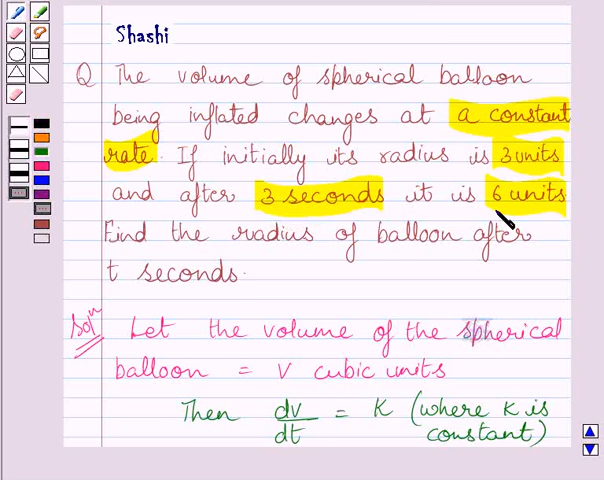 Shashi
Q The volume of spherical balloon
being inflated changes at a constant
rate. If initially its radius is 3 units
and after 3 seconds it is 6 units
Find the radius of balloon after
t seconds.
Solⁿ Let the volume of the spherical
balloon = V cubic units
Then dv/dt = K (where K is
constant)